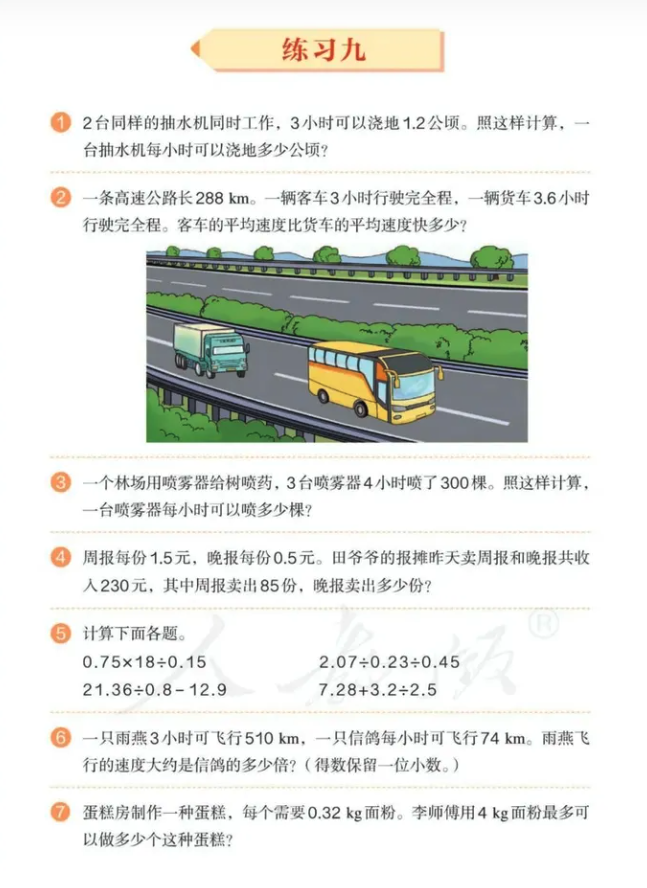 练习九
1 2台同样的抽水机同时工作，3小时可以浇地1.2公顷。照这样计算，一
台抽水机每小时可以浇地多少公顷？
2 一条高速公路长288 km。一辆客车3小时行驶完全程，一辆货车3.6小时
行驶完全程。客车的平均速度比货车的平均速度快多少？
3 一个林场用喷雾器给树喷药，3台喷雾器4小时喷了300棵。照这样计算，
一台喷雾器每小时可以喷多少棵？
4 周报每份1.5元，晚报每份0.5元。田爷爷的报摊昨天卖周报和晚报共收
入230元，其中周报卖出85份，晚报卖出多少份？
5 计算下面各题。
0.75×18÷0.15 2.07÷0.23÷0.45
21.36÷0.8－12.9 7.28+3.2÷2.5
人教版®
6 一只雨燕3小时可飞行510 km，一只信鸽每小时可飞行74 km。雨燕飞
行的速度大约是信鸽的多少倍？（得数保留一位小数。）
7 蛋糕房制作一种蛋糕，每个需要0.32 kg面粉。李师傅用4 kg面粉最多可
以做多少个这种蛋糕？